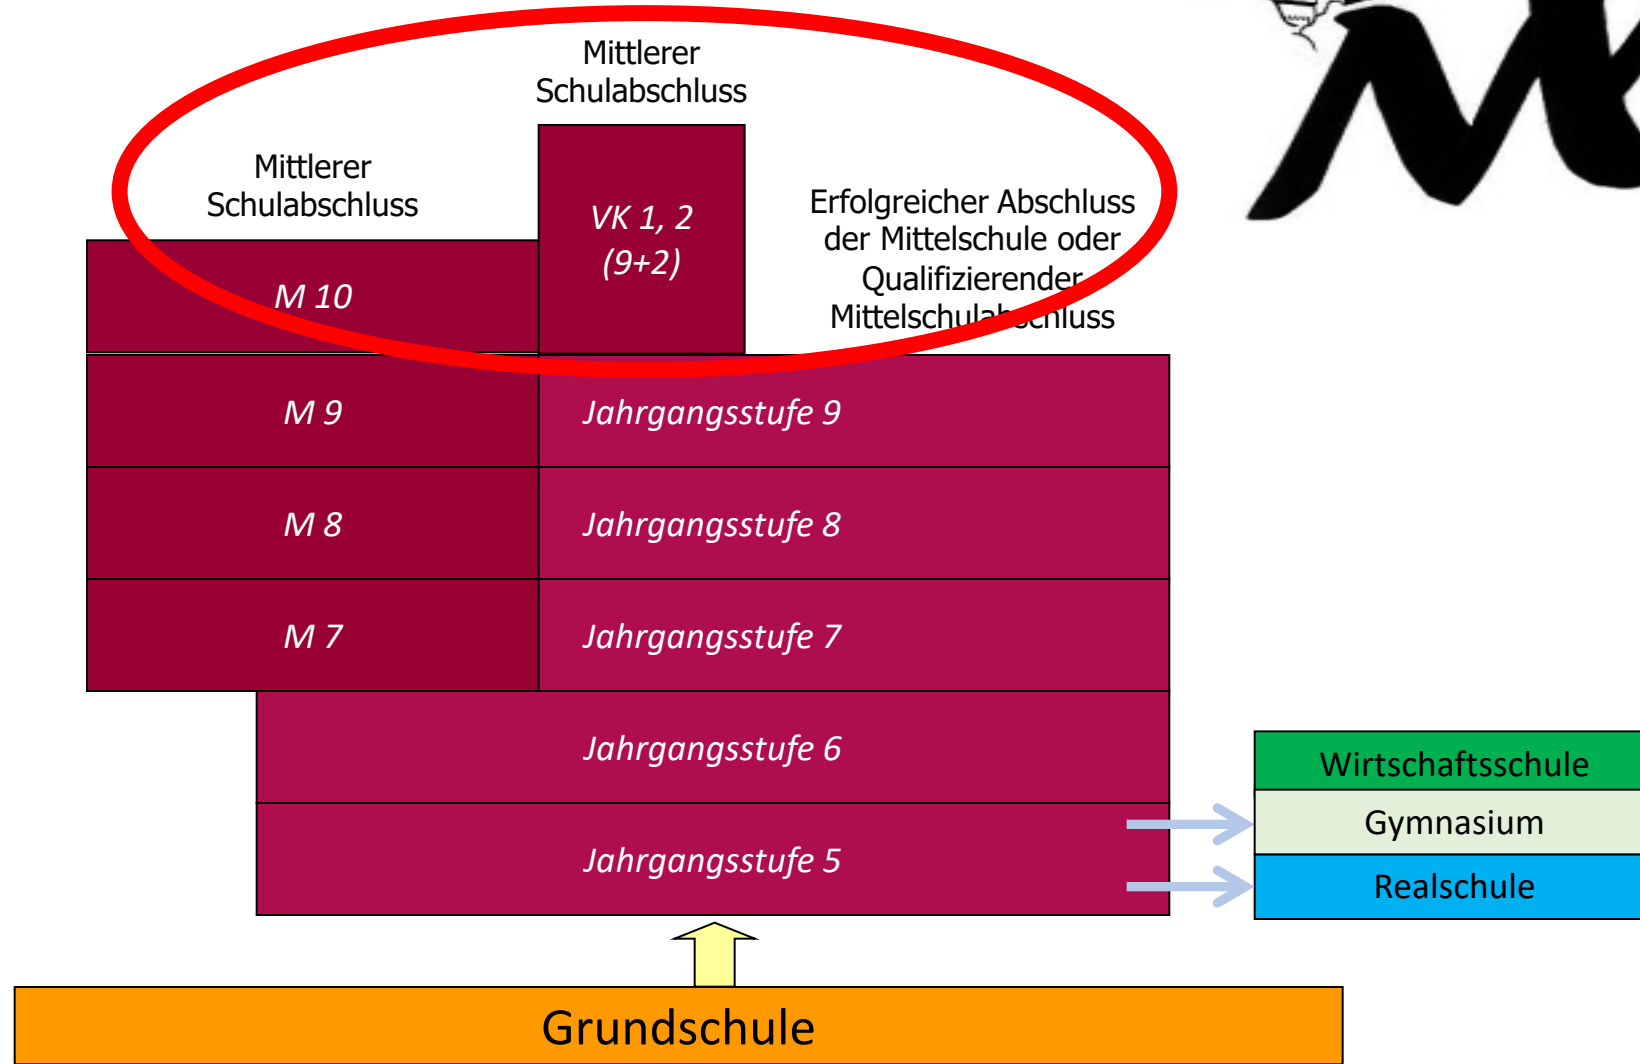 Mittlerer
Schulabschluss
Mittlerer
Schulabschluss
VK 1, 2
(9+2)
Erfolgreicher Abschluss
der Mittelschule oder
Qualifizierender
Mittelschulabschluss
M 10
M 9
Jahrgangsstufe 9
M 8
Jahrgangsstufe 8
M 7
Jahrgangsstufe 7
Jahrgangsstufe 6
Jahrgangsstufe 5
Wirtschaftsschule
Gymnasium
Realschule
Grundschule